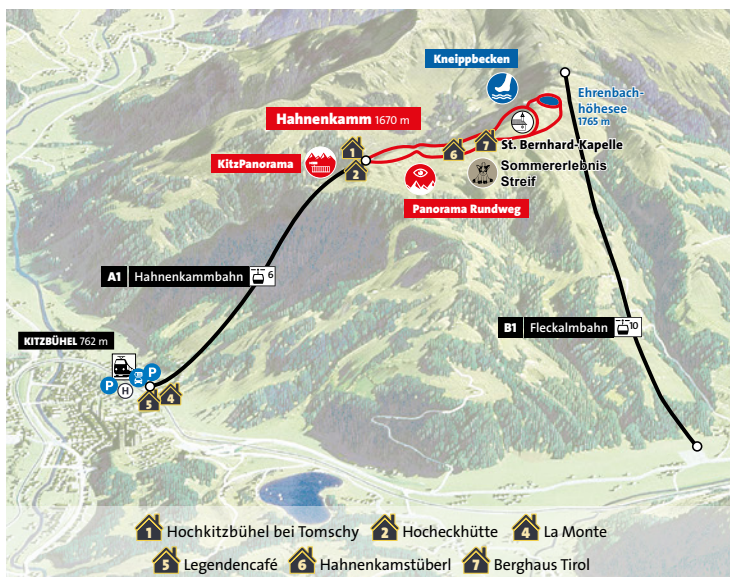 Kneippbecken
Ehrenbach-
höhesee
1765 m
Hahnenkamm 1670 m
1
7
St. Bernhard-Kapelle
6
KitzPanorama
2
Sommererlebnis
Streif
Panorama Rundweg
A1 Hahnenkammbahn 6
B1 Fleckalmbahn 10
KITZBÜHEL 762 m
P
P
H
5
4
1 Hochkitzbühel bei Tomschy 2 Hocheckhütte 4 La Monte
5 Legendencafé 6 Hahnenkamstüberl 7 Berghaus Tirol